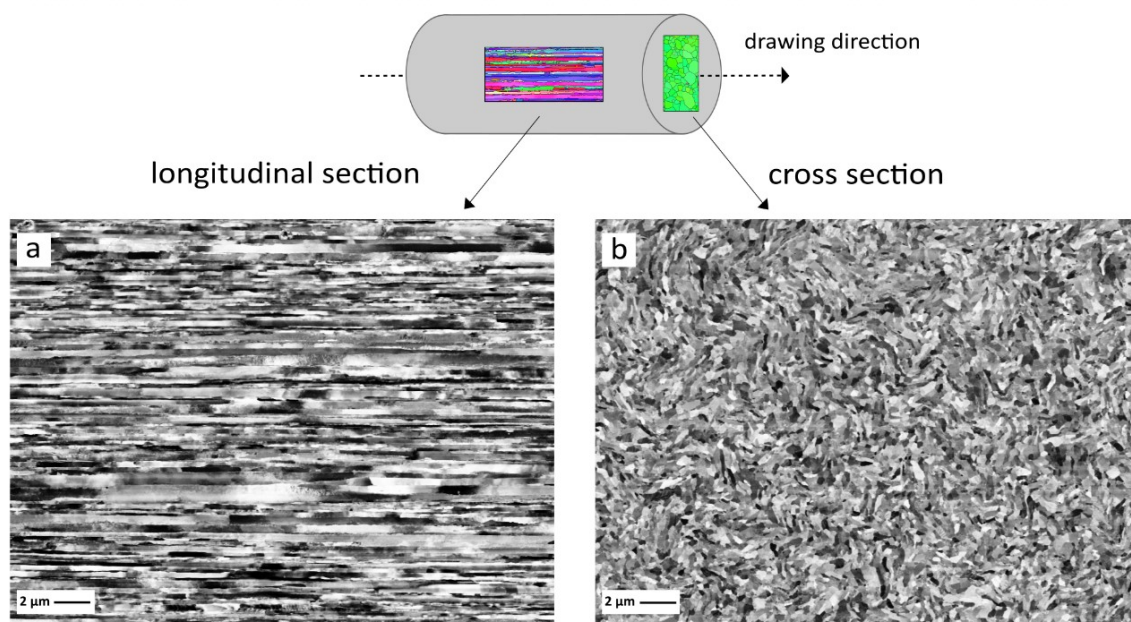 drawing direction
longitudinal section
cross section
a
b
2 µm
2 µm